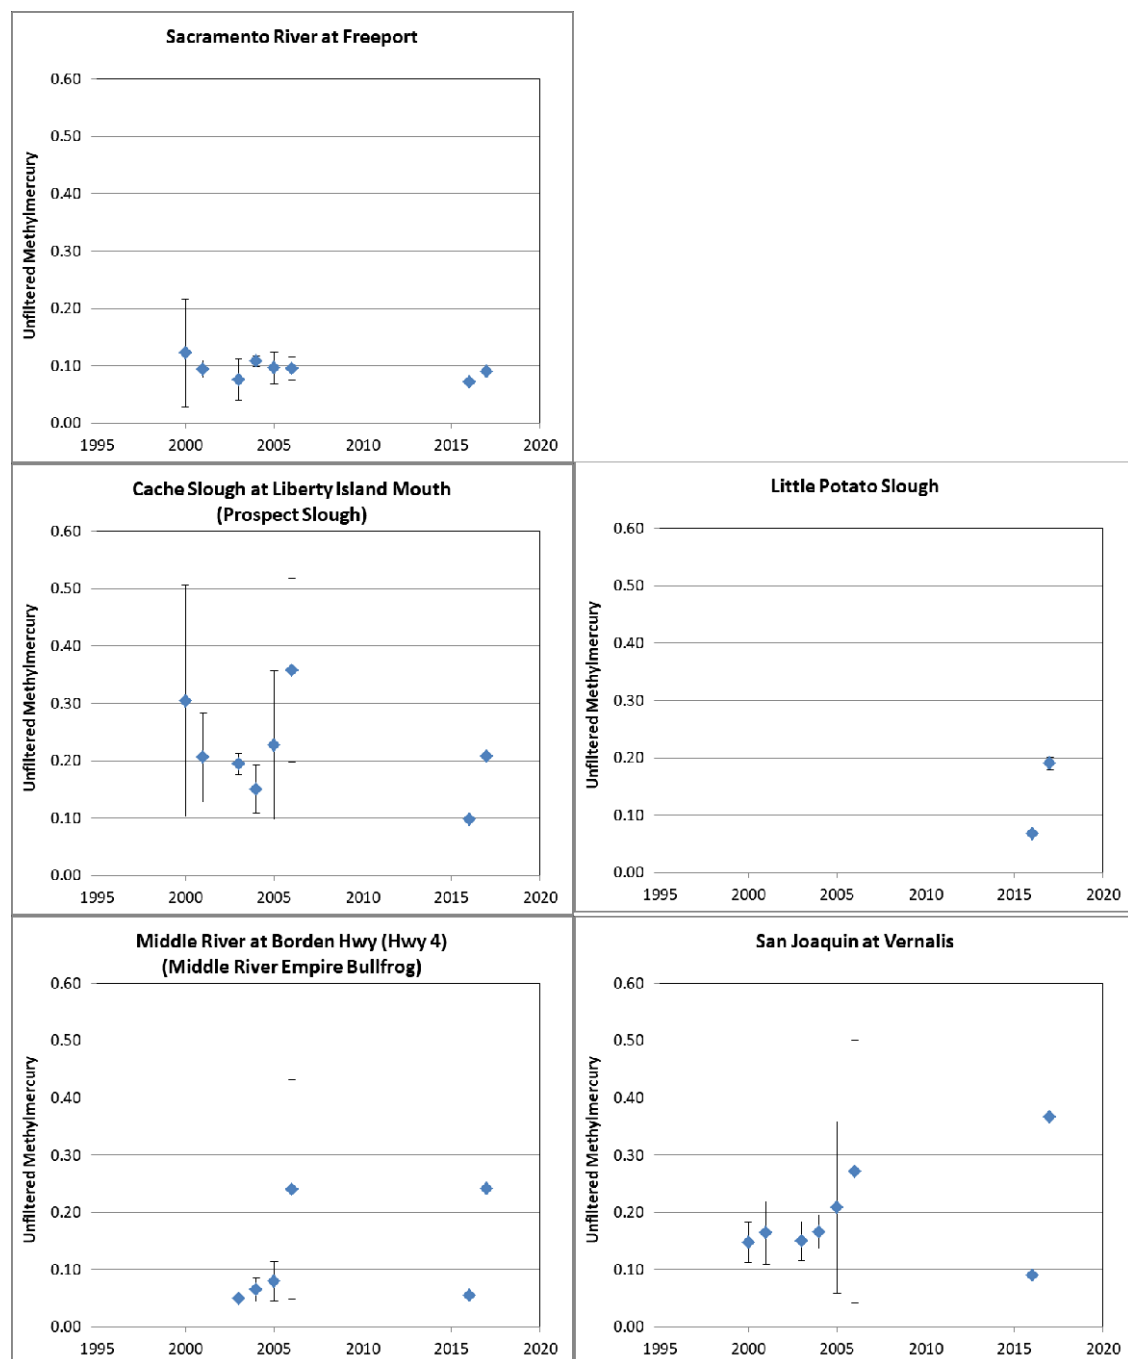 Sacramento River at Freeport
Unfiltered Methylmercury
0.60
0.50
0.40
0.30
0.20
0.10
0.00
1995 2000 2005 2010 2015 2020
Cache Slough at Liberty Island Mouth
(Prospect Slough)
Unfiltered Methylmercury
0.60
0.50
0.40
0.30
0.20
0.10
0.00
1995 2000 2005 2010 2015 2020
Little Potato Slough
Unfiltered Methylmercury
0.60
0.50
0.40
0.30
0.20
0.10
0.00
1995 2000 2005 2010 2015 2020
Middle River at Borden Hwy (Hwy 4)
(Middle River Empire Bullfrog)
Unfiltered Methylmercury
0.60
0.50
0.40
0.30
0.20
0.10
0.00
1995 2000 2005 2010 2015 2020
San Joaquin at Vernalis
Unfiltered Methylmercury
0.60
0.50
0.40
0.30
0.20
0.10
0.00
1995 2000 2005 2010 2015 2020